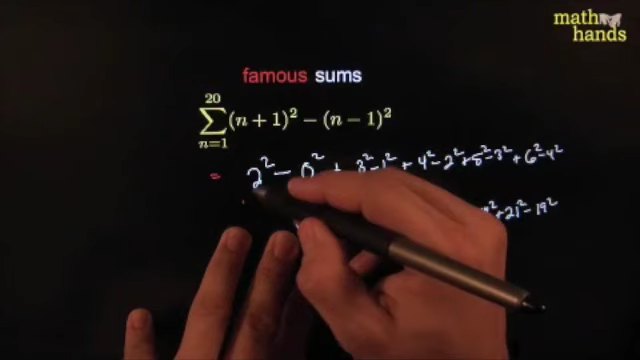 math
hands
famous sums
20
∑ (n + 1)² − (n − 1)²
n=1
= 2² − 0² + 3² − 1² + 4² − 2² + 5² − 3² + 6² − 4²
² + 21² − 19²